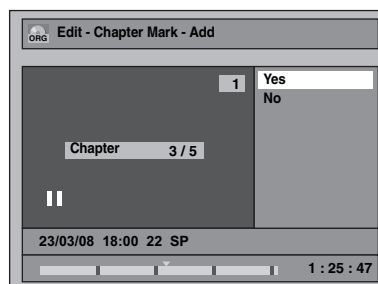 ORG Edit - Chapter Mark - Add
1
Yes
No
Chapter 3 / 5
23/03/08 18:00 22 SP
1 : 25 : 47